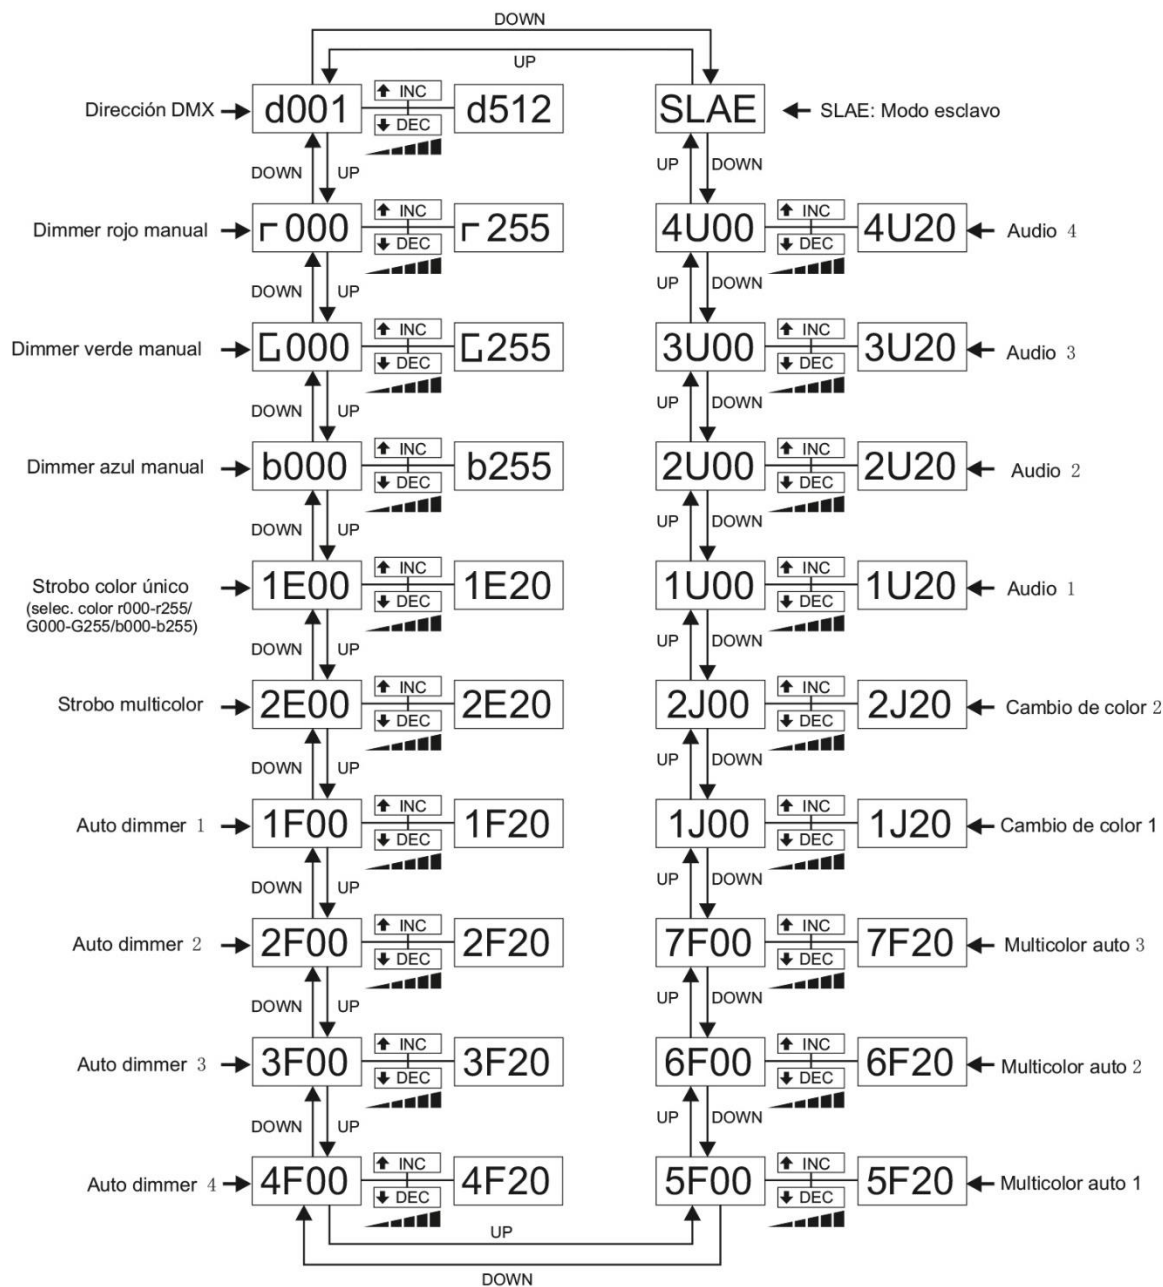 DOWN
UP
Dirección DMX
d001
INC
DEC
d512
SLAE
SLAE: Modo esclavo
DOWN
UP
UP
DOWN
Dimmer rojo manual
r000
INC
DEC
r255
4U00
INC
DEC
4U20
Audio 4
DOWN
UP
UP
DOWN
Dimmer verde manual
G000
INC
DEC
G255
3U00
INC
DEC
3U20
Audio 3
DOWN
UP
UP
DOWN
Dimmer azul manual
b000
INC
DEC
b255
2U00
INC
DEC
2U20
Audio 2
DOWN
UP
UP
DOWN
Strobo color único
(selec. color r000-r255/
G000-G255/b000-b255)
1E00
INC
DEC
1E20
1U00
INC
DEC
1U20
Audio 1
DOWN
UP
UP
DOWN
Strobo multicolor
2E00
INC
DEC
2E20
2J00
INC
DEC
2J20
Cambio de color 2
DOWN
UP
UP
DOWN
Auto dimmer 1
1F00
INC
DEC
1F20
1J00
INC
DEC
1J20
Cambio de color 1
DOWN
UP
UP
DOWN
Auto dimmer 2
2F00
INC
DEC
2F20
7F00
INC
DEC
7F20
Multicolor auto 3
DOWN
UP
UP
DOWN
Auto dimmer 3
3F00
INC
DEC
3F20
6F00
INC
DEC
6F20
Multicolor auto 2
DOWN
UP
UP
DOWN
Auto dimmer 4
4F00
INC
DEC
4F20
5F00
INC
DEC
5F20
Multicolor auto 1
UP
DOWN